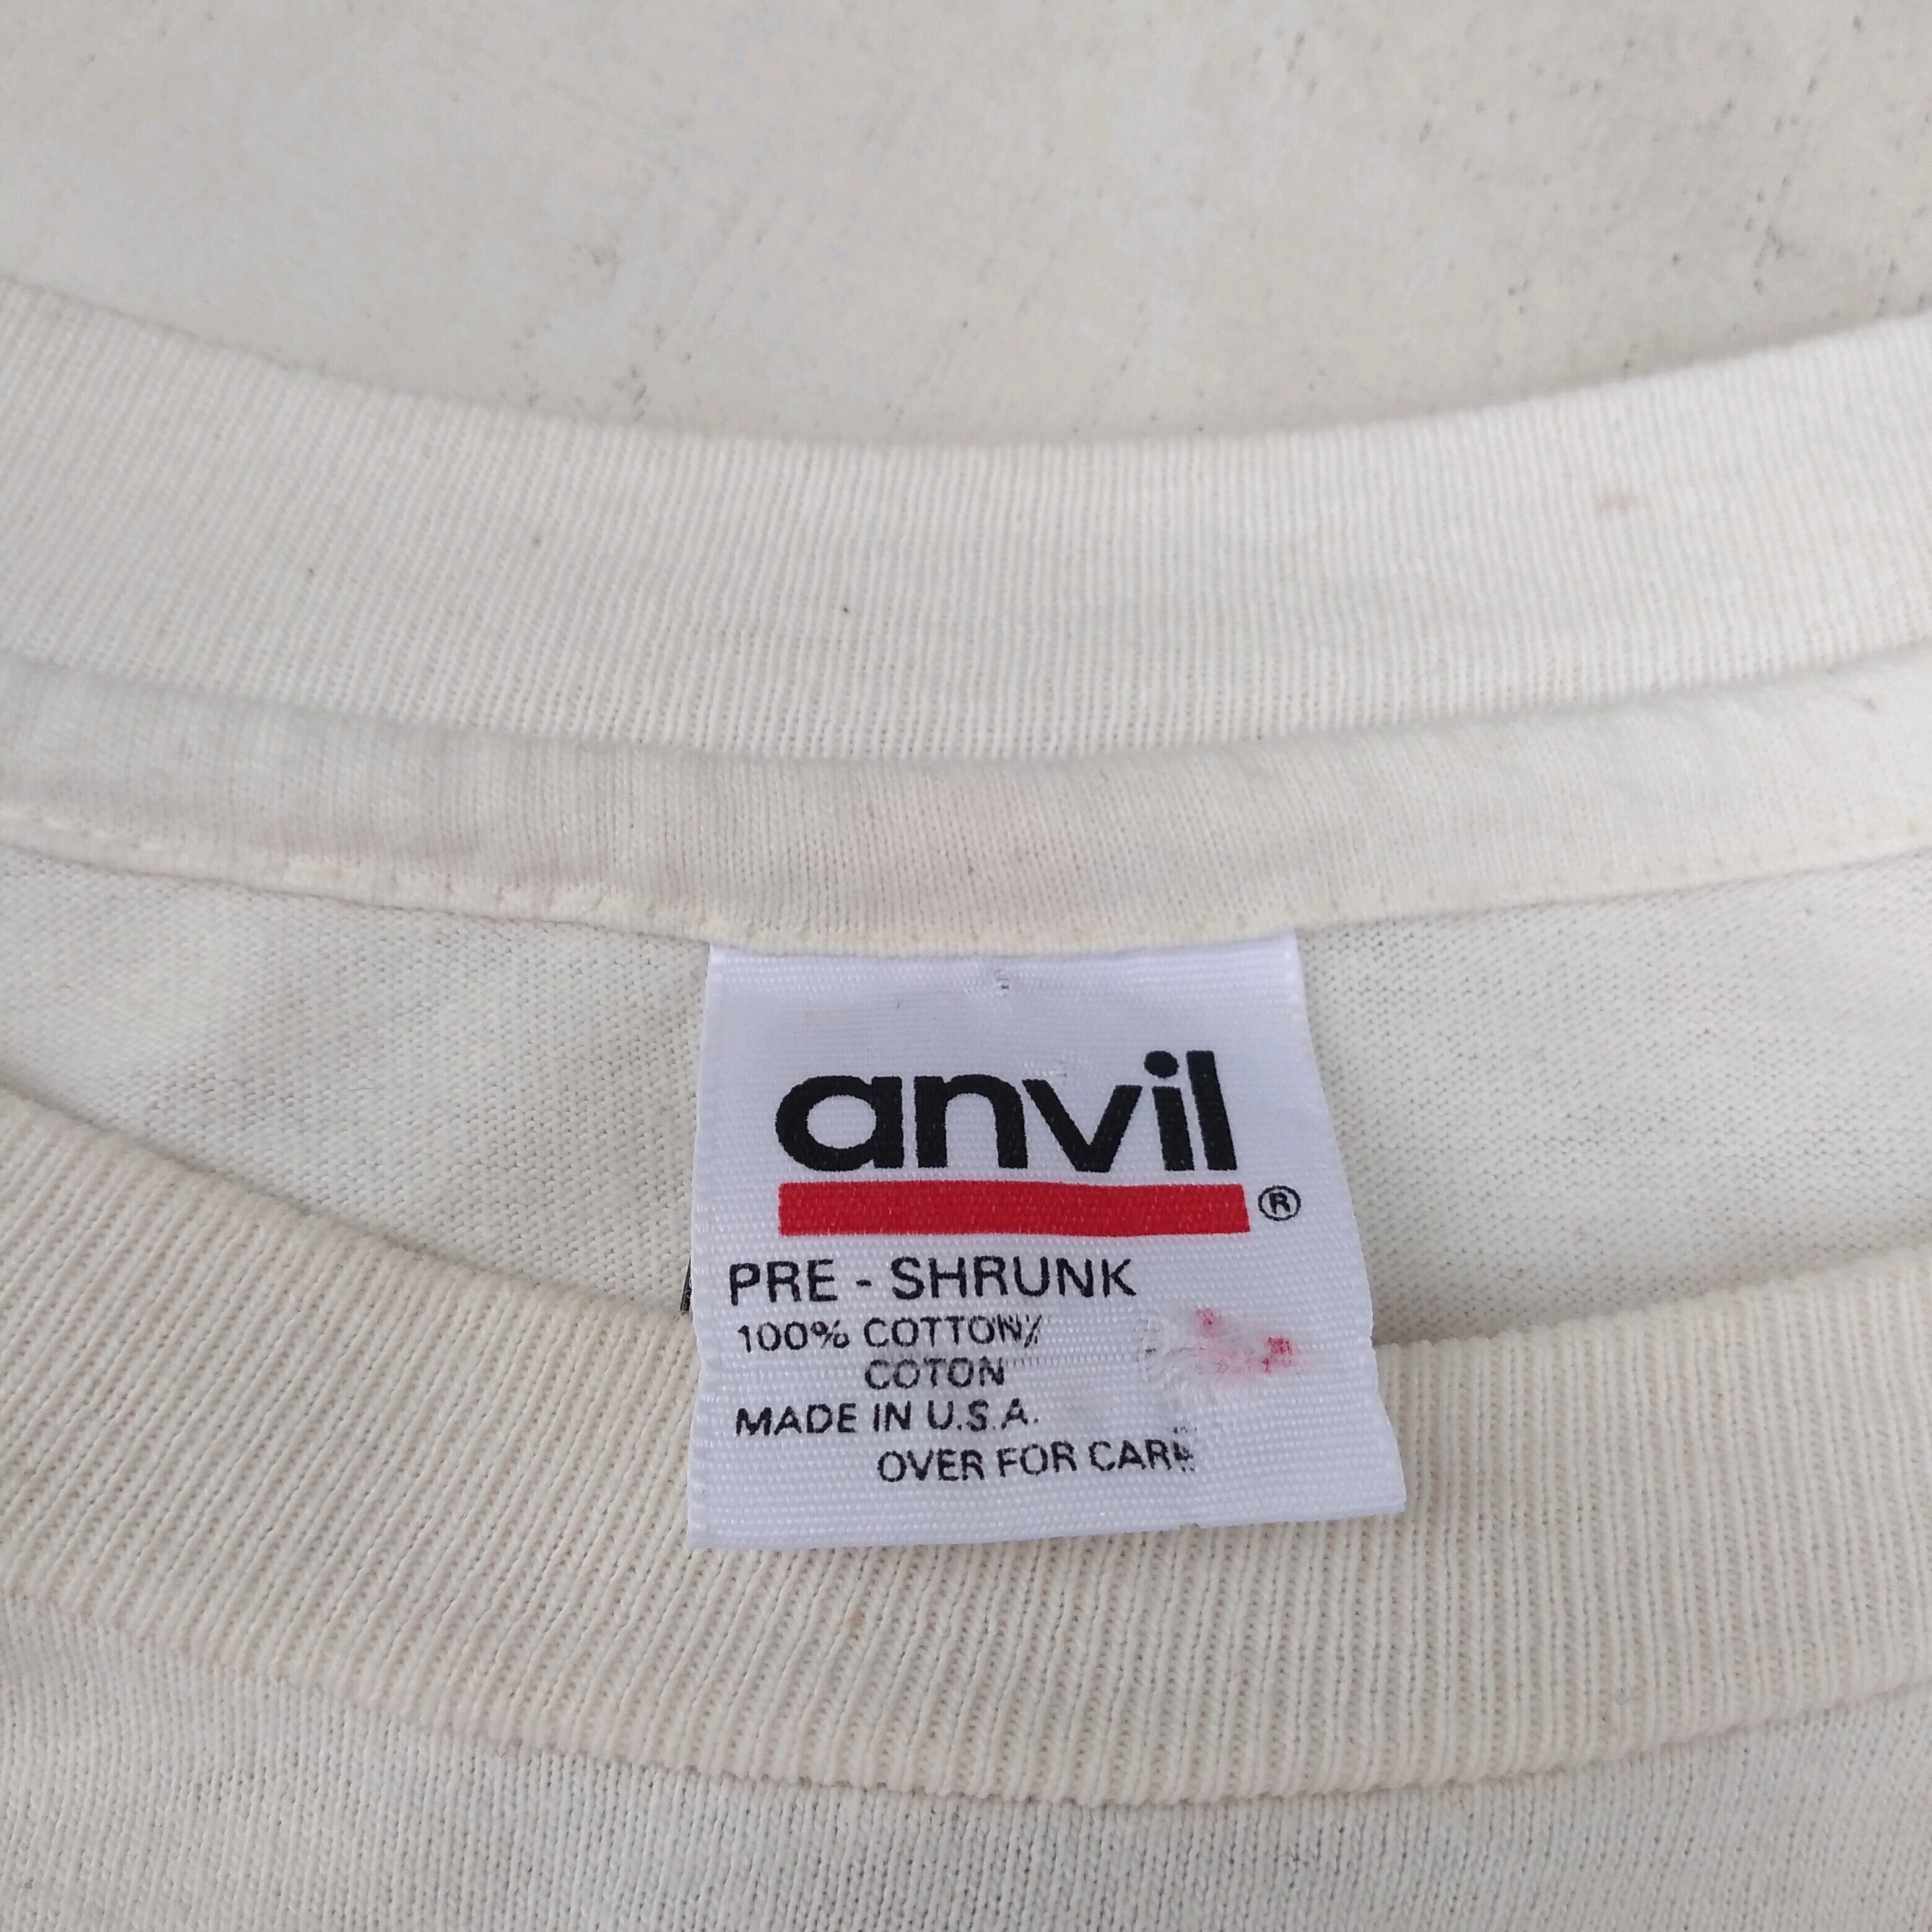 anvil
®
PRE - SHRUNK
100% COTTON/
COTON
MADE IN U.S.A.
OVER FOR CARE